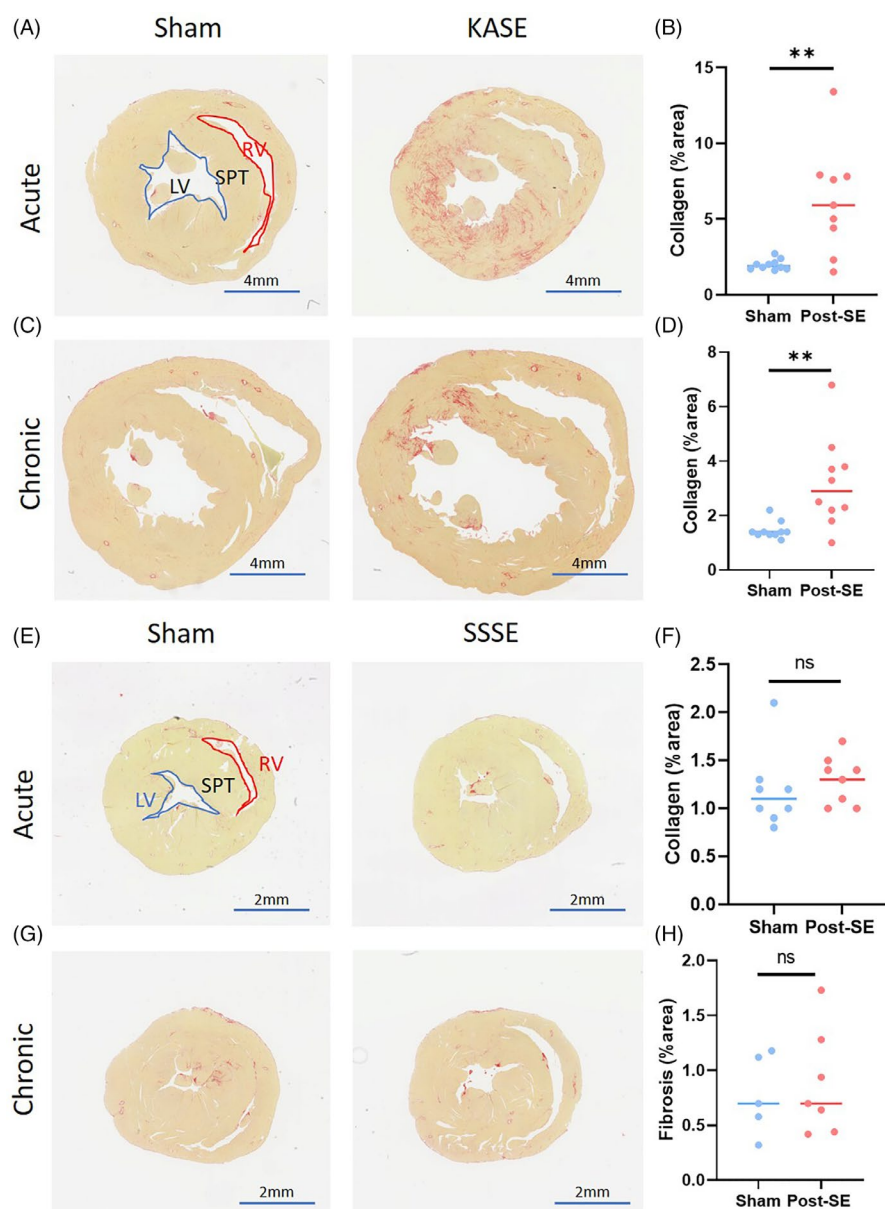 (A) Sham KASE (B)
Acute
LV SPT RV
4mm 4mm
**
Collagen (% area)
15
10
5
0
Sham Post-SE
(C) (D)
Chronic
4mm 4mm
**
Collagen (% area)
8
6
4
2
0
Sham Post-SE
(E) Sham SSSE (F)
Acute
LV SPT RV
2mm 2mm
ns
Collagen (% area)
2.5
2.0
1.5
1.0
0.5
0.0
Sham Post-SE
(G) (H)
Chronic
2mm 2mm
ns
Fibrosis (% area)
2.0
1.5
1.0
0.5
0.0
Sham Post-SE